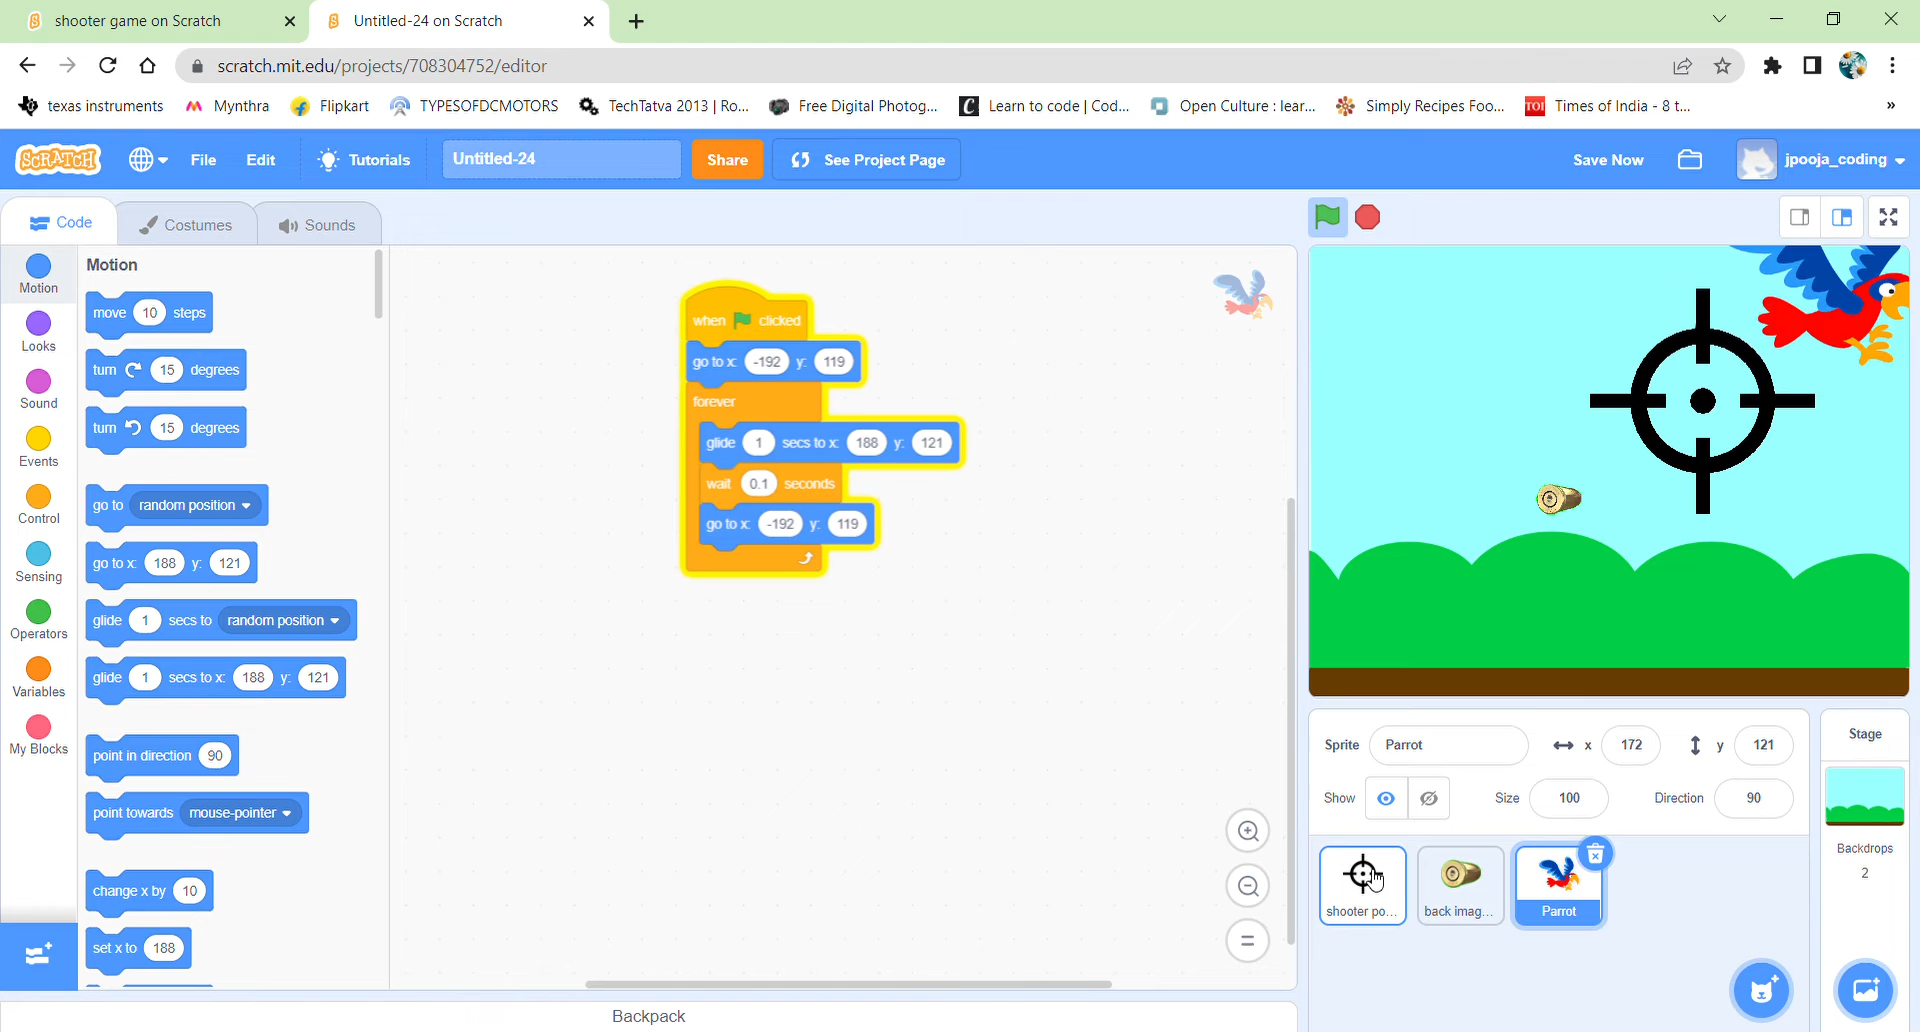 shooter game on Scratch
Untitled-24 on Scratch
scratch.mit.edu/projects/708304752/editor
texas instruments
Mynthra
Flipkart
TYPESOFDCMOTORS
TechTatva 2013 | Ro...
Free Digital Photog...
Learn to code | Cod...
Open Culture : lear...
Simply Recipes Foo...
TOI Times of India - 8 t...
»
SCRATCH
File
Edit
Tutorials
Untitled-24
Share
See Project Page
Save Now
jpooja_coding
Code
Costumes
Sounds
Motion
Looks
Sound
Events
Control
Sensing
Operators
Variables
My Blocks
Motion
move 10 steps
turn 15 degrees
turn 15 degrees
go to random position
go to x: 188 y: 121
glide 1 secs to random position
glide 1 secs to x: 188 y: 121
point in direction 90
point towards mouse-pointer
change x by 10
set x to 188
when clicked
go to x: -192 y: 119
forever
glide 1 secs to x: 188 y: 121
wait 0.1 seconds
go to x: -192 y: 119
Sprite Parrot x 172 y 121
Show Size 100 Direction 90
shooter po...
back imag...
Parrot
Stage
Backdrops
2
Backpack